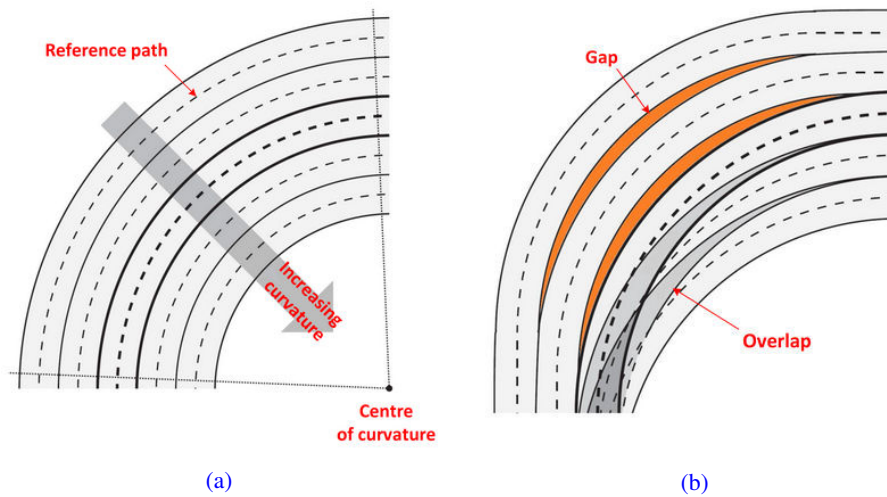 Reference path
Increasing
curvature
Centre
of curvature
(a)
Gap
Overlap
(b)